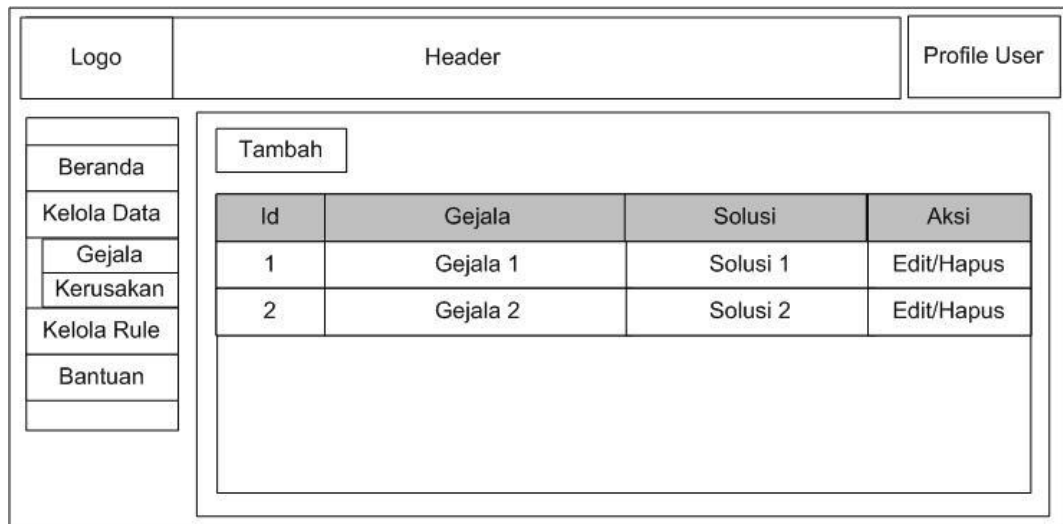 Logo
Header
Profile User
Beranda
Kelola Data
Gejala
Kerusakan
Kelola Rule
Bantuan
Tambah
Id Gejala Solusi Aksi
1 Gejala 1 Solusi 1 Edit/Hapus
2 Gejala 2 Solusi 2 Edit/Hapus